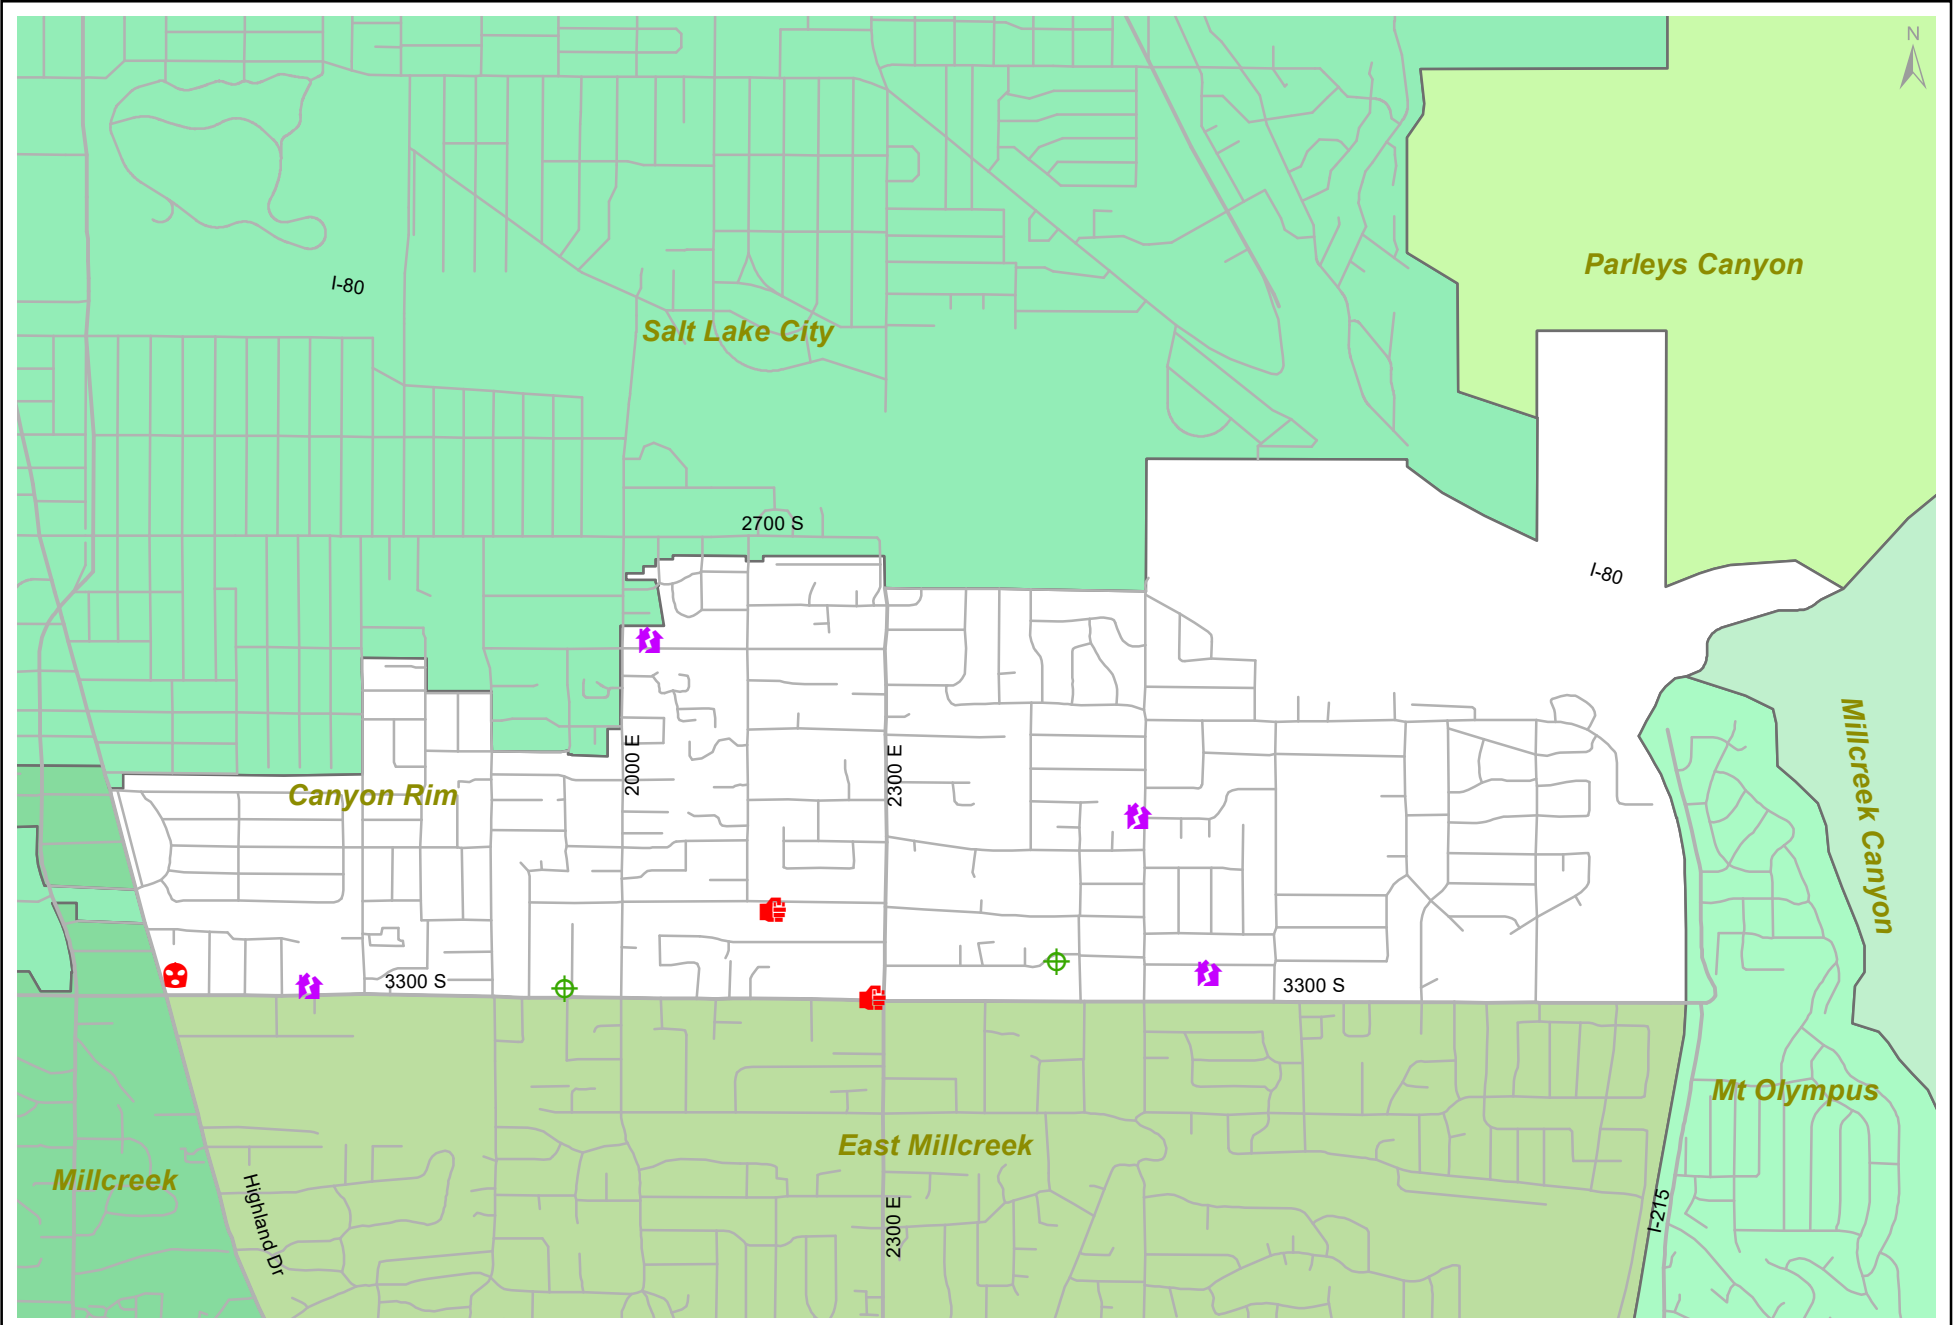 N
Parleys Canyon
I-80
Salt Lake City
2700 S
I-80
Millcreek Canyon
2000 E
2300 E
Canyon Rim
3300 S
3300 S
Mt Olympus
East Millcreek
Millcreek
Highland Dr
2300 E
I-215